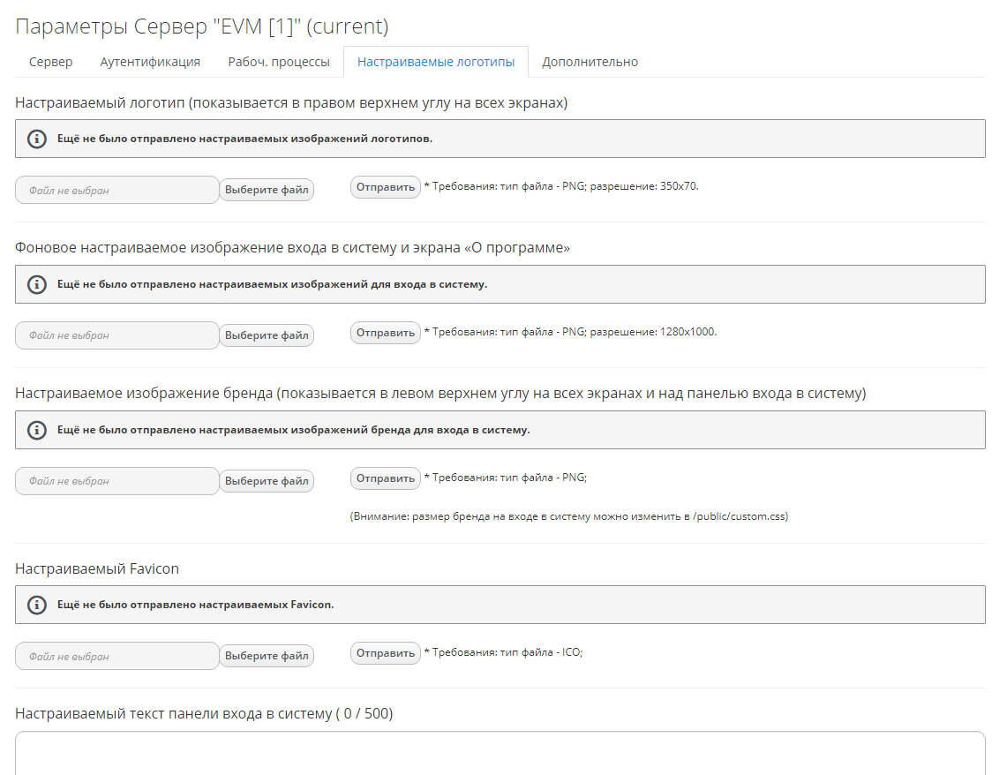 Параметры Сервер "EVM [1]" (current)
Сервер Аутентификация Рабоч. процессы Настраиваемые логотипы Дополнительно
Настраиваемый логотип (показывается в правом верхнем углу на всех экранах)
Ещё не было отправлено настраиваемых изображений логотипов.
Файл не выбран Выберите файл Отправить * Требования: тип файла - PNG; разрешение: 350x70.
Фоновое настраиваемое изображение входа в систему и экрана «О программе»
Ещё не было отправлено настраиваемых изображений для входа в систему.
Файл не выбран Выберите файл Отправить * Требования: тип файла - PNG; разрешение: 1280x1000.
Настраиваемое изображение бренда (показывается в левом верхнем углу на всех экранах и над панелью входа в систему)
Ещё не было отправлено настраиваемых изображений бренда для входа в систему.
Файл не выбран Выберите файл Отправить * Требования: тип файла - PNG;
(Внимание: размер бренда на входе в систему можно изменить в /public/custom.css)
Настраиваемый Favicon
Ещё не было отправлено настраиваемых Favicon.
Файл не выбран Выберите файл Отправить * Требования: тип файла - ICO;
Настраиваемый текст панели входа в систему ( 0 / 500)